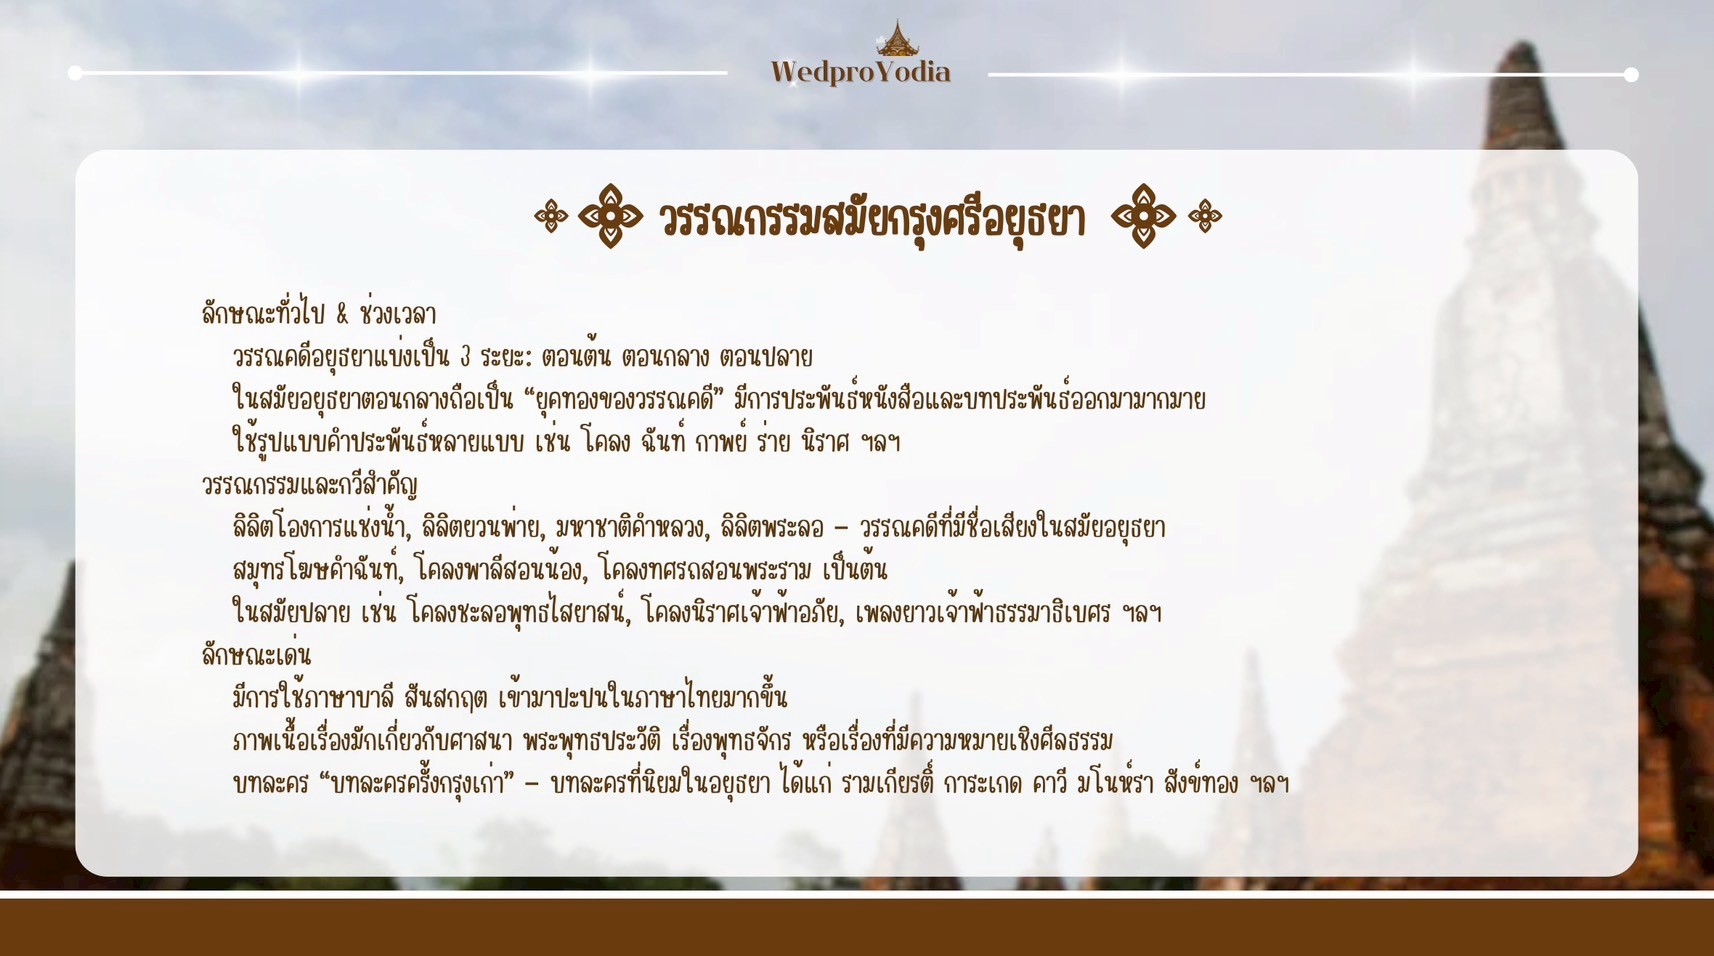 WedproYodia
วรรณกรรมสมัยกรุงศรีอยุธยา
ลักษณะทั่วไป & ช่วงเวลา
วรรณคดีอยุธยาแบ่งเป็น 3 ระยะ: ตอนต้น ตอนกลาง ตอนปลาย
ในสมัยอยุธยาตอนกลางถือเป็น “ยุคทองของวรรณคดี” มีการประพันธ์หนังสือและบทประพันธ์ออกมามากมาย
ใช้รูปแบบคำประพันธ์หลายแบบ เช่น โคลง ฉันท์ กาพย์ ร่าย นิราศ ฯลฯ
วรรณกรรมและกวีสำคัญ
ลิลิตโองการแช่งน้ำ, ลิลิตยวนพ่าย, มหาชาติคำหลวง, ลิลิตพระลอ – วรรณคดีที่มีชื่อเสียงในสมัยอยุธยา
สมุทรโฆษคำฉันท์, โคลงพาลีสอนน้อง, โคลงทศรถสอนพระราม เป็นต้น
ในสมัยปลาย เช่น โคลงชะลอพุทธไสยาสน์, โคลงนิราศเจ้าฟ้าอภัย, เพลงยาวเจ้าฟ้าธรรมาธิเบศร ฯลฯ
ลักษณะเด่น
มีการใช้ภาษาบาลี สันสกฤต เข้ามาปะปนในภาษาไทยมากขึ้น
ภาพเนื้อเรื่องมักเกี่ยวกับศาสนา พระพุทธประวัติ เรื่องพุทธจักร หรือเรื่องที่มีความหมายเชิงศีลธรรม
บทละคร “บทละครครั้งกรุงเก่า” – บทละครที่นิยมในอยุธยา ได้แก่ รามเกียรติ์ การะเกด คาวี มโนห์รา สังข์ทอง ฯลฯ